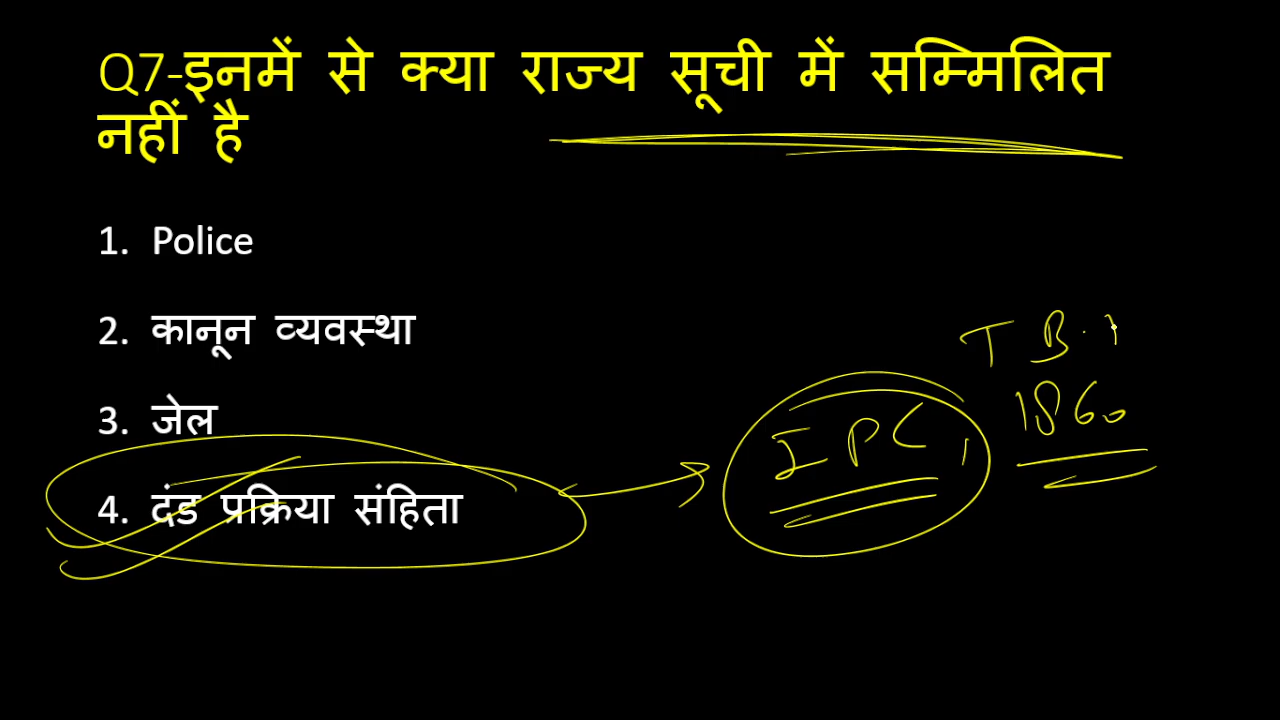 Q7-इनमें से क्या राज्य सूची में सम्मिलित
नहीं है
1. Police
2. कानून व्यवस्था
3. जेल
4. दंड प्रक्रिया संहिता
T B.
IPC,
1860